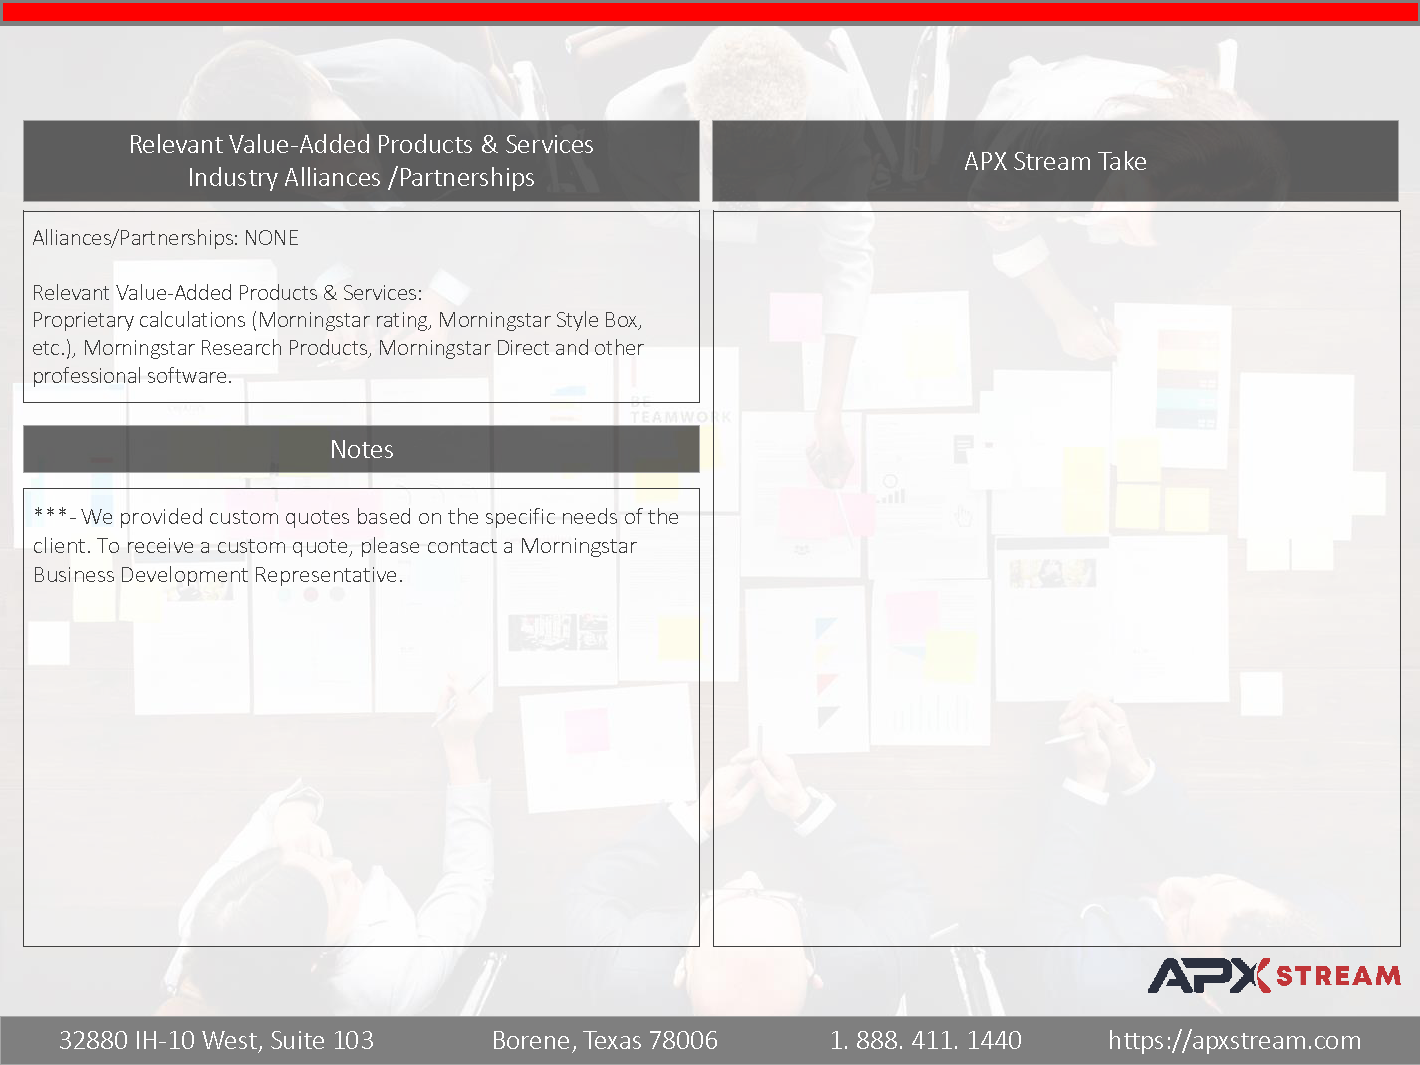 Relevant Value-Added Products & Services
Industry Alliances /Partnerships
APX Stream Take
Alliances/Partnerships: NONE
Relevant Value-Added Products & Services:
Proprietary calculations (Morningstar rating, Morningstar Style Box,
etc.), Morningstar Research Products, Morningstar Direct and other
professional software.
BE
TEAMWORK
Notes
***- We provided custom quotes based on the specific needs of the
client. To receive a custom quote, please contact a Morningstar
Business Development Representative.
APX STREAM
32880 IH-10 West, Suite 103
Borene, Texas 78006
1. 888. 411. 1440
https://apxstream.com